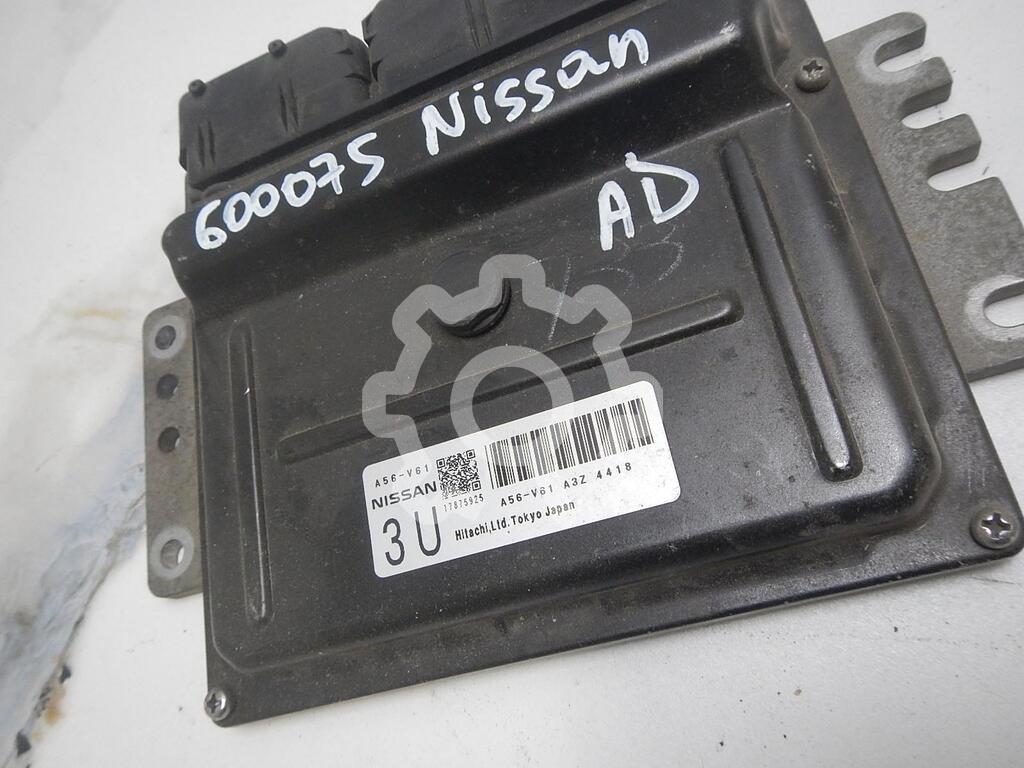 600075 Nissan
AD
A56-V61
NISSAN
17875925
A56-V61 A3Z 4418
3U
Hitachi,Ltd.Tokyo Japan